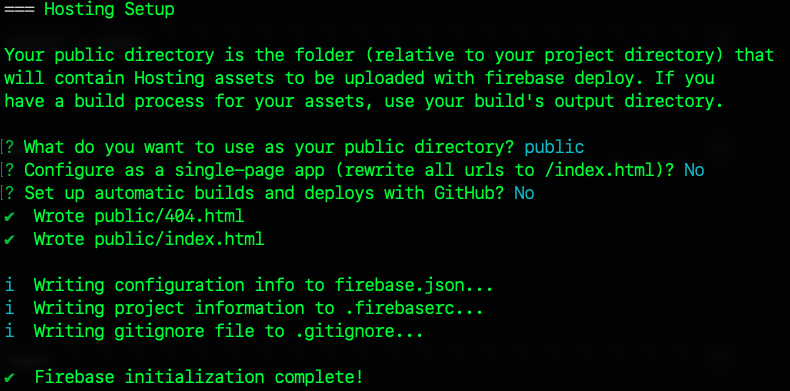 === Hosting Setup
Your public directory is the folder (relative to your project directory) that
will contain Hosting assets to be uploaded with firebase deploy. If you
have a build process for your assets, use your build's output directory.
? What do you want to use as your public directory? public
? Configure as a single-page app (rewrite all urls to /index.html)? No
? Set up automatic builds and deploys with GitHub? No
✔  Wrote public/404.html
✔  Wrote public/index.html
i  Writing configuration info to firebase.json...
i  Writing project information to .firebaserc...
i  Writing gitignore file to .gitignore...
✔  Firebase initialization complete!